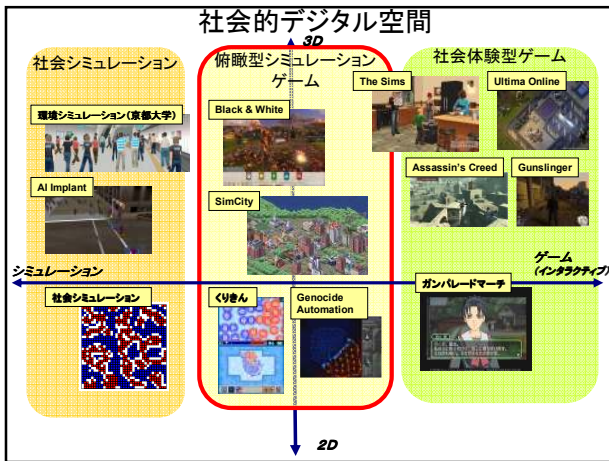 社会的デジタル空間
3D
社会シミュレーション
俯瞰型シミュレーション
ゲーム
社会体験型ゲーム
The Sims
Ultima Online
環境シミュレーション(京都大学)
Black & White
AI Implant
SimCity
Assassin's Creed
Gunslinger
シミュレーション
ゲーム
(インタラクティブ)
社会シミュレーション
くりきん
Genocide
Automation
ガンパレードマーチ
2D